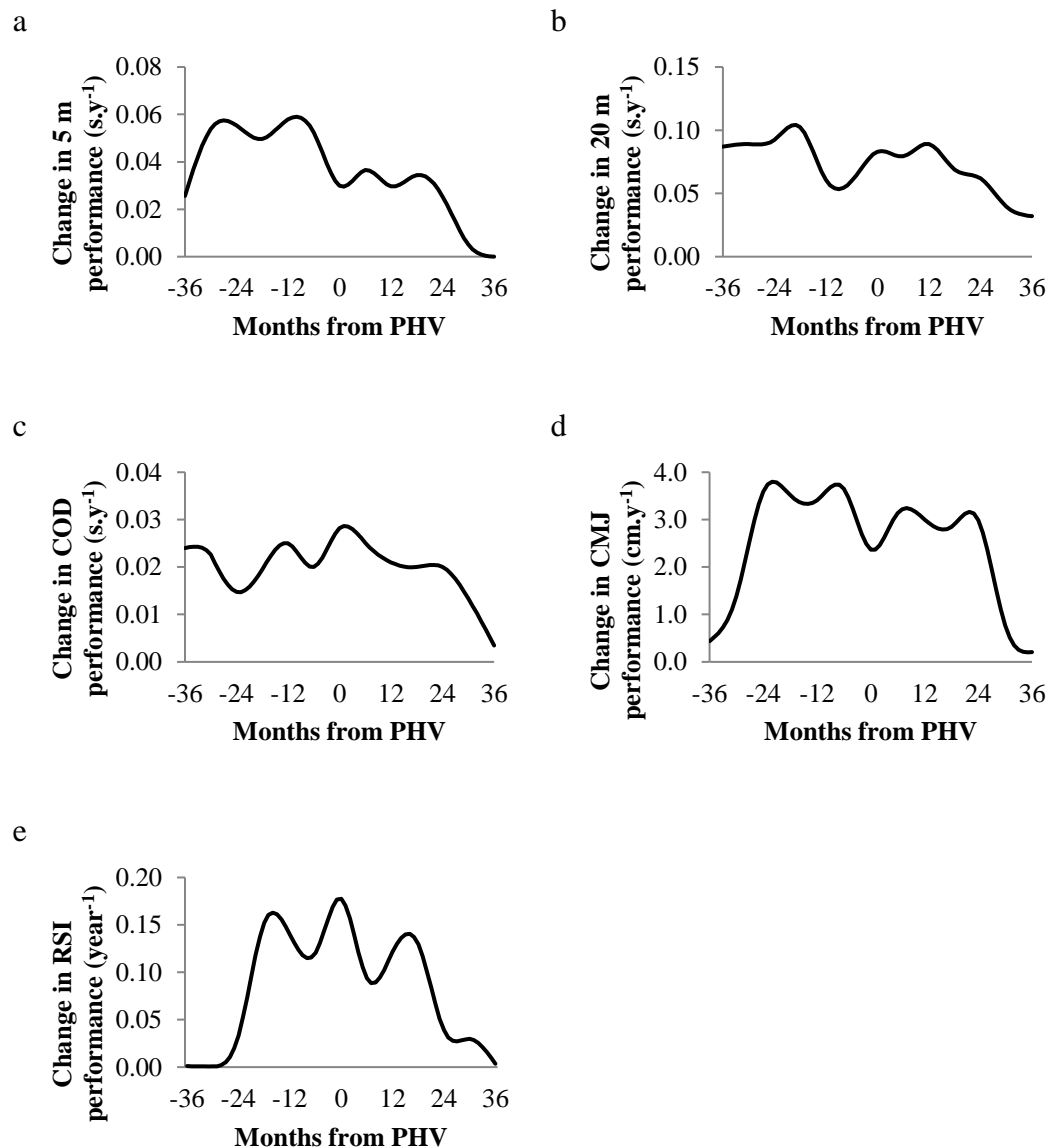 a
Change in 5 m
performance (s.y⁻¹)
0.08
0.06
0.04
0.02
0.00
-36 -24 -12 0 12 24 36
Months from PHV
b
Change in 20 m
performance (s.y⁻¹)
0.15
0.10
0.05
0.00
-36 -24 -12 0 12 24 36
Months from PHV
c
Change in COD
performance (s.y⁻¹)
0.04
0.03
0.02
0.01
0.00
-36 -24 -12 0 12 24 36
Months from PHV
d
Change in CMJ
performance (cm.y⁻¹)
4.0
3.0
2.0
1.0
0.0
-36 -24 -12 0 12 24 36
Months from PHV
e
Change in RSI
performance (year⁻¹)
0.20
0.15
0.10
0.05
0.00
-36 -24 -12 0 12 24 36
Months from PHV